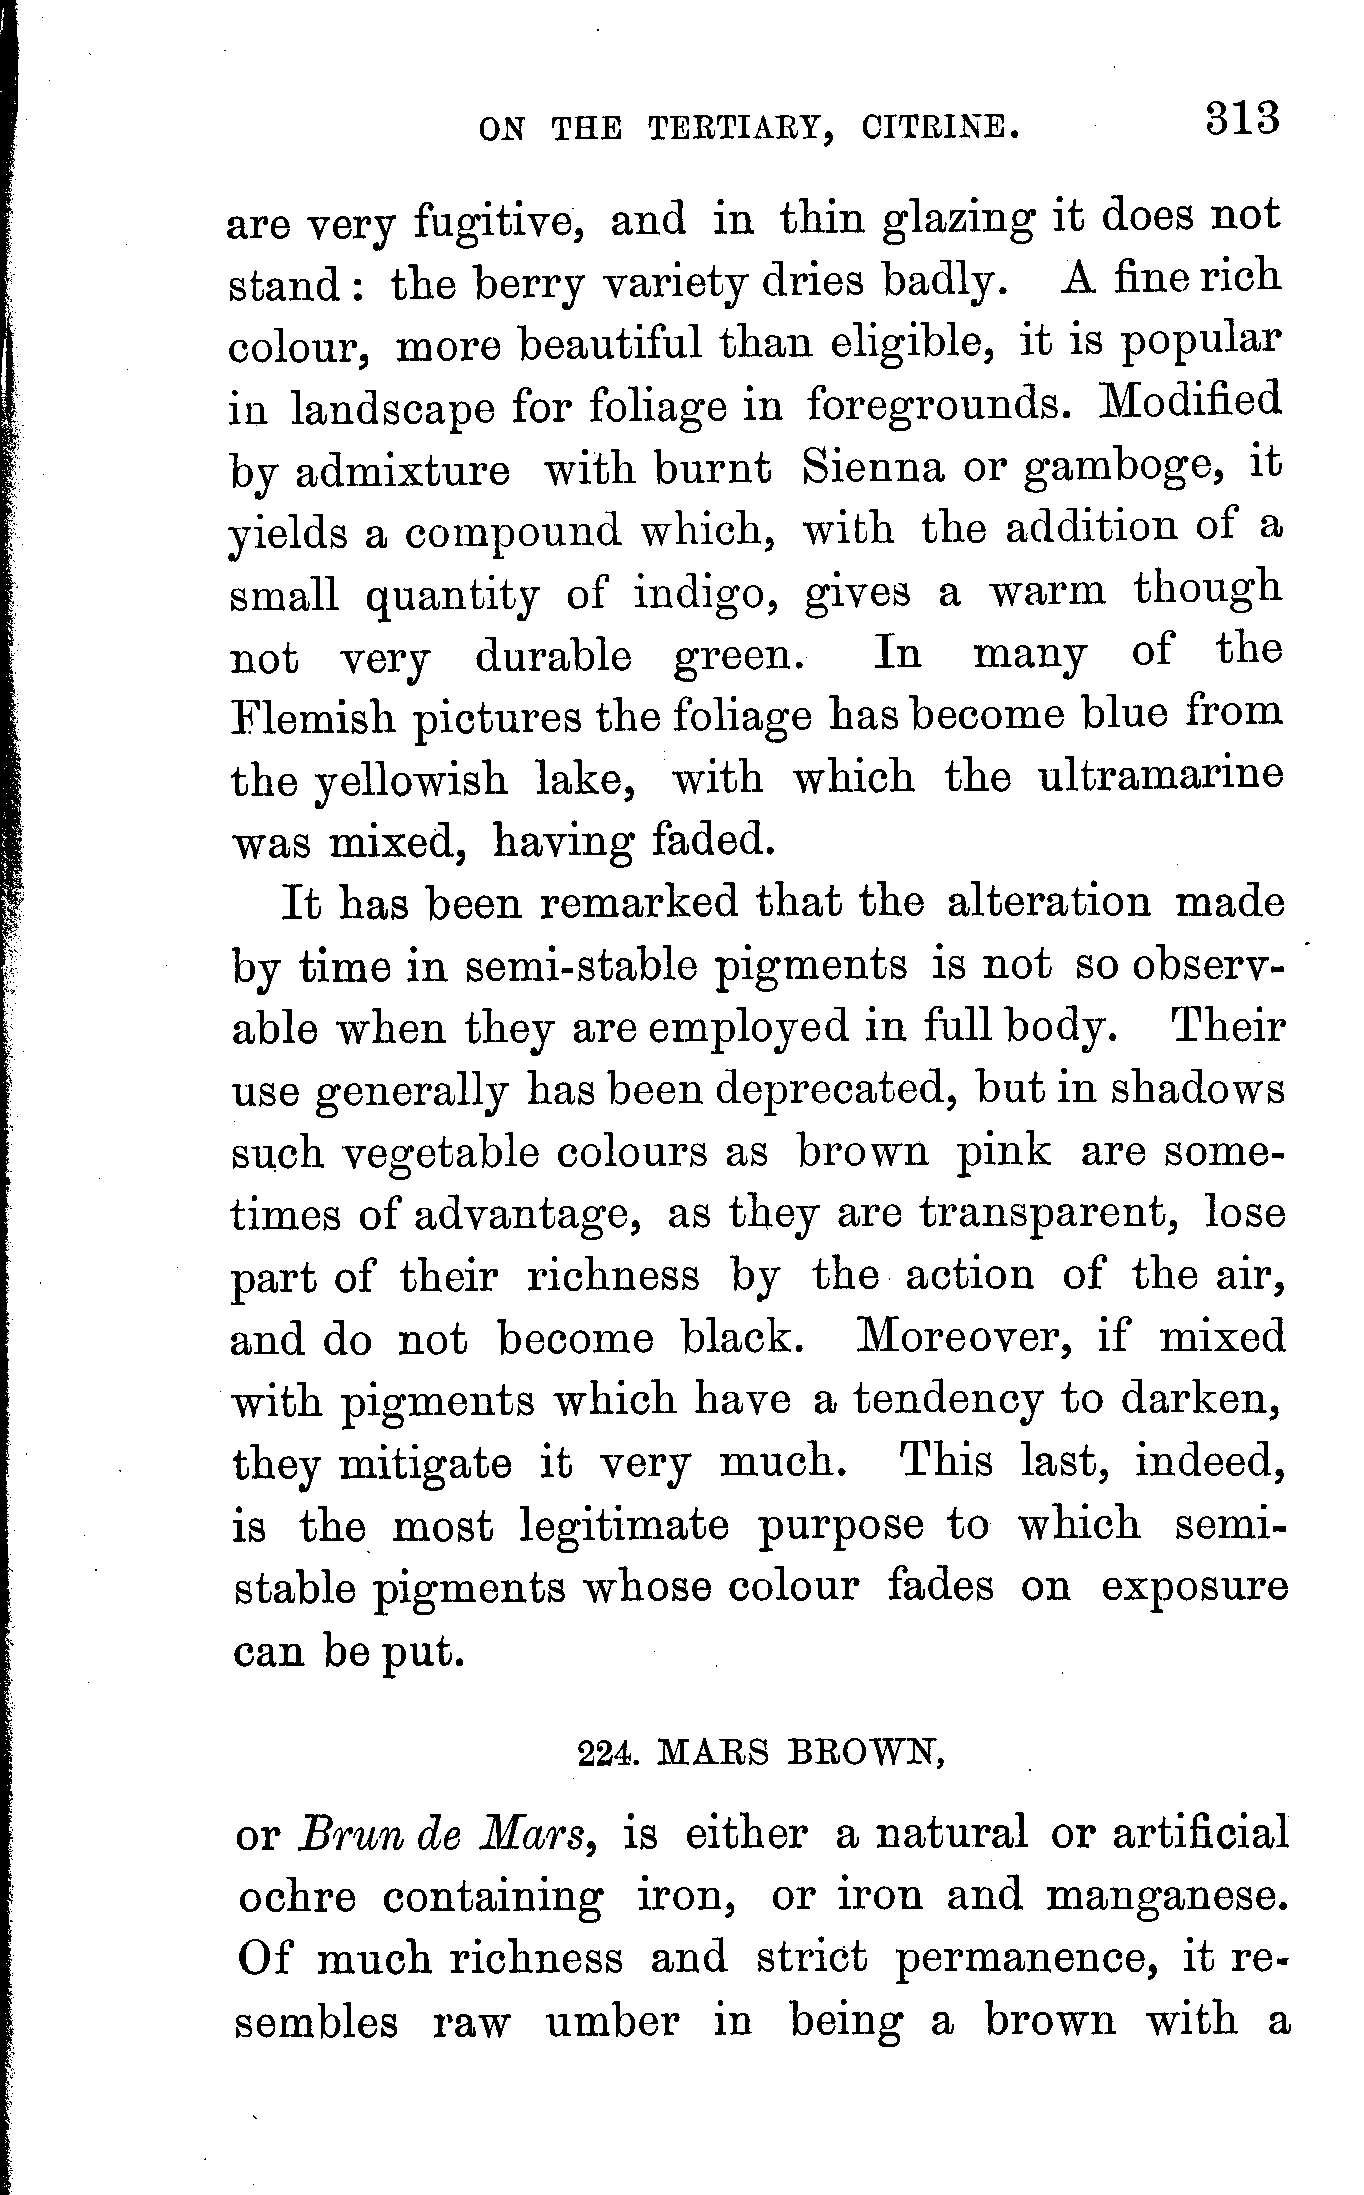 ON THE TERTIARY, CITRINE. 313
are very fugitive, and in thin glazing it does not
stand: the berry variety dries badly. A fine rich
colour, more beautiful than eligible, it is popular
in landscape for foliage in foregrounds. Modified
by admixture with burnt Sienna or gamboge, it
yields a compound which, with the addition of a
small quantity of indigo, gives a warm though
not very durable green. In many of the
Flemish pictures the foliage has become blue from
the yellowish lake, with which the ultramarine
was mixed, having faded.
It has been remarked that the alteration made
by time in semi-stable pigments is not so observ-
able when they are employed in full body. Their
use generally has been deprecated, but in shadows
such vegetable colours as brown pink are some-
times of advantage, as they are transparent, lose
part of their richness by the action of the air,
and do not become black. Moreover, if mixed
with pigments which have a tendency to darken,
they mitigate it very much. This last, indeed,
is the most legitimate purpose to which semi-
stable pigments whose colour fades on exposure
can be put.
224. MARS BROWN,
or Brun de Mars, is either a natural or artificial
ochre containing iron, or iron and manganese.
Of much richness and strict permanence, it re-
sembles raw umber in being a brown with a